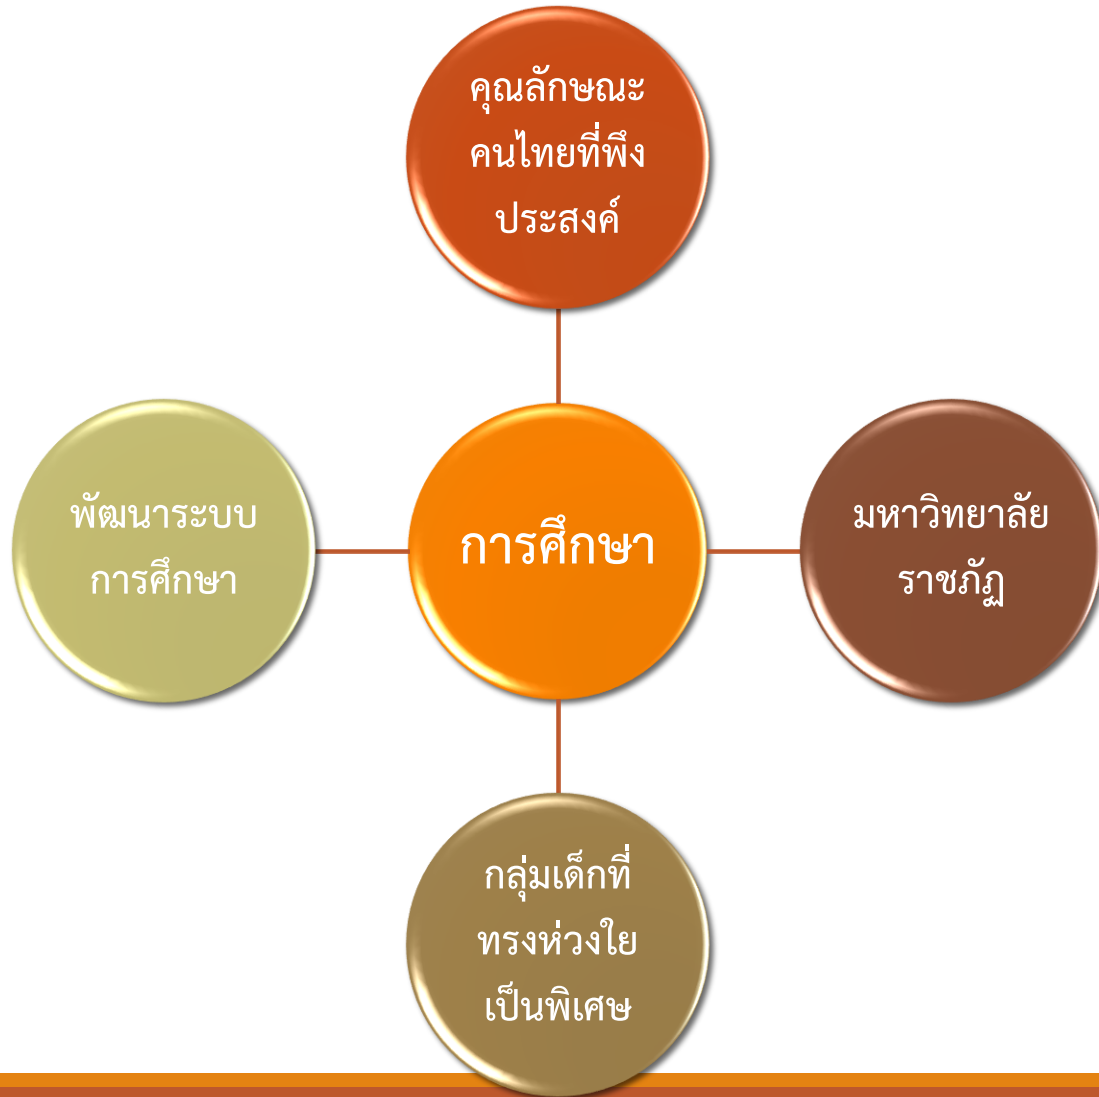 คุณลักษณะ
คนไทยที่พึง
ประสงค์
พัฒนาระบบ
การศึกษา
การศึกษา
มหาวิทยาลัย
ราชภัฏ
กลุ่มเด็กที่
ทรงห่วงใย
เป็นพิเศษ